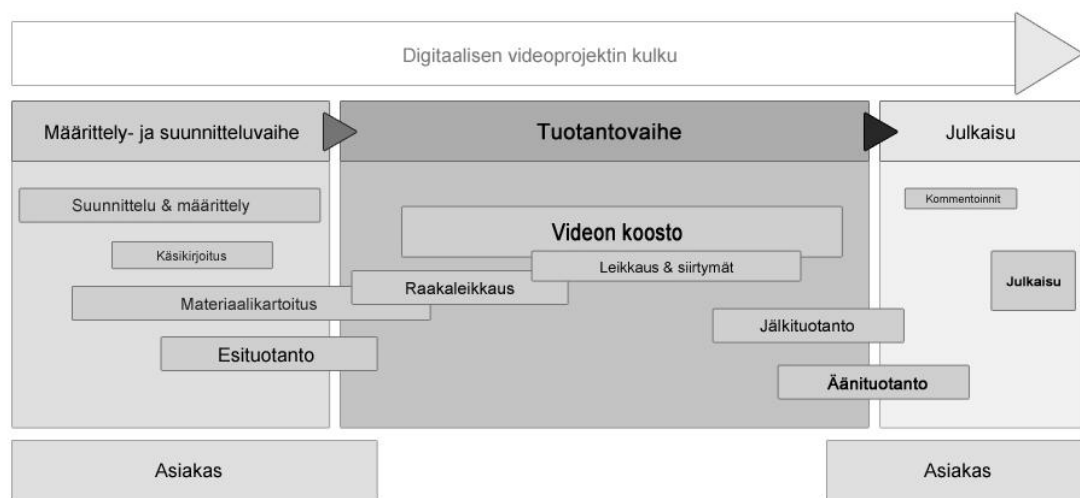 Digitaalisen videoprojektin kulku
Määrittely- ja suunnitteluvaihe
Tuotantovaihe
Julkaisu
Suunnittelu & määrittely
Käsikirjoitus
Materiaalikartoitus
Esituotanto
Videon koosto
Leikkaus & siirtymät
Raakaleikkaus
Jälkituotanto
Äänituotanto
Kommentoinnit
Julkaisu
Asiakas
Asiakas